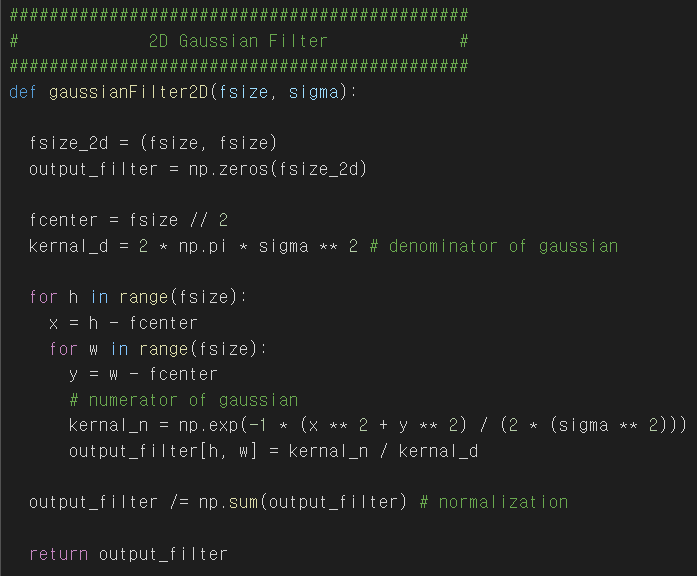 ##############################################
#             2D Gaussian Filter             #
##############################################
def gaussianFilter2D(fsize, sigma):
  fsize_2d = (fsize, fsize)
  output_filter = np.zeros(fsize_2d)
  fcenter = fsize // 2
  kernal_d = 2 * np.pi * sigma ** 2 # denominator of gaussian
  for h in range(fsize):
    x = h - fcenter
    for w in range(fsize):
      y = w - fcenter
      # numerator of gaussian
      kernal_n = np.exp(-1 * (x ** 2 + y ** 2) / (2 * (sigma ** 2)))
      output_filter[h, w] = kernal_n / kernal_d
  output_filter /= np.sum(output_filter) # normalization
  return output_filter